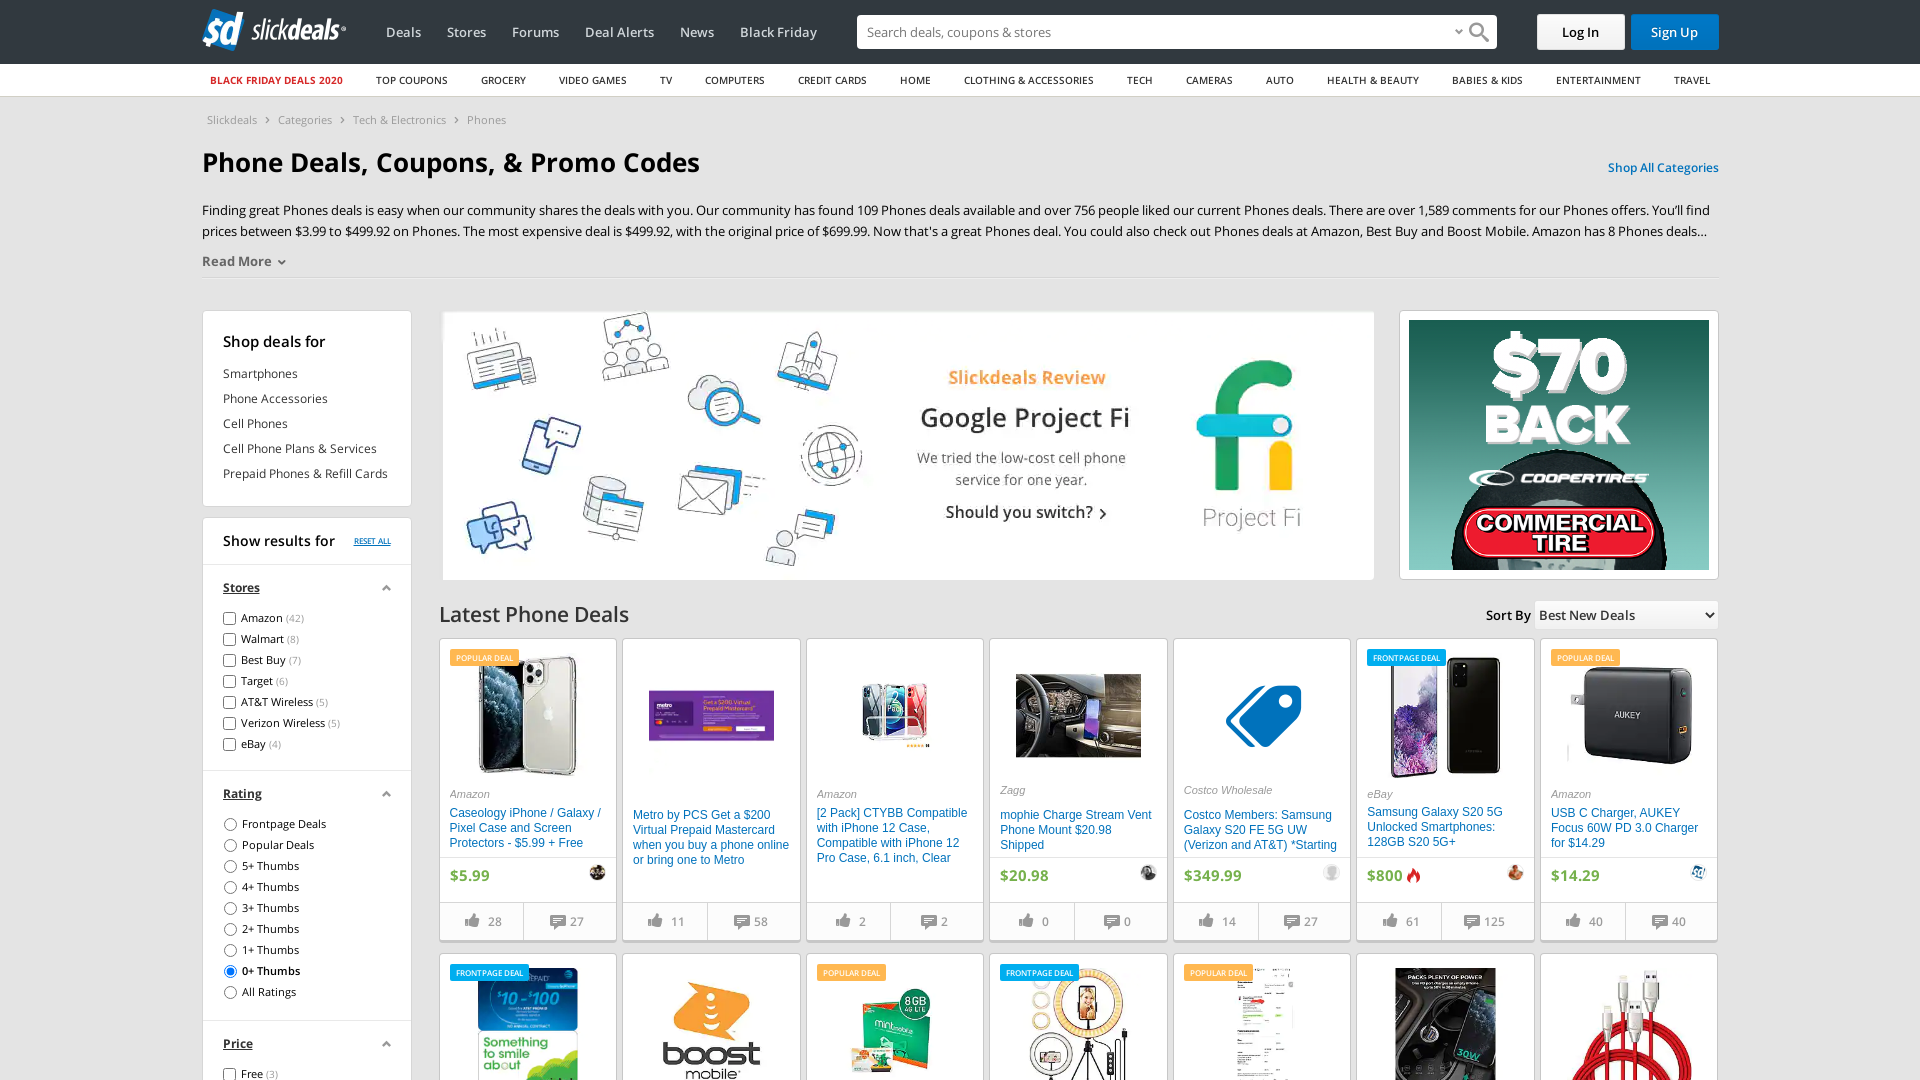 sd slickdeals
Deals
Stores
Forums
Deal Alerts
News
Black Friday
Search deals, coupons & stores
Log In
Sign Up
BLACK FRIDAY DEALS 2020
TOP COUPONS
GROCERY
VIDEO GAMES
TV
COMPUTERS
CREDIT CARDS
HOME
CLOTHING & ACCESSORIES
TECH
CAMERAS
AUTO
HEALTH & BEAUTY
BABIES & KIDS
ENTERTAINMENT
TRAVEL
Slickdeals › Categories › Tech & Electronics › Phones
Phone Deals, Coupons, & Promo Codes
Shop All Categories
Finding great Phones deals is easy when our community shares the deals with you. Our community has found 109 Phones deals available and over 756 people liked our current Phones deals. There are over 1,589 comments for our Phones offers. You’ll find
prices between $3.99 to $499.92 on Phones. The most expensive deal is $499.92, with the original price of $699.99. Now that's a great Phones deal. You could also check out Phones deals at Amazon, Best Buy and Boost Mobile. Amazon has 8 Phones deals…
Read More
Shop deals for
Smartphones
Phone Accessories
Cell Phones
Cell Phone Plans & Services
Prepaid Phones & Refill Cards
Show results for
RESET ALL
Stores
Amazon (42)
Walmart (8)
Best Buy (7)
Target (6)
AT&T Wireless (5)
Verizon Wireless (5)
eBay (4)
Rating
Frontpage Deals
Popular Deals
5+ Thumbs
4+ Thumbs
3+ Thumbs
2+ Thumbs
1+ Thumbs
0+ Thumbs
All Ratings
Price
Free (3)
Slickdeals Review
Google Project Fi
We tried the low-cost cell phone
service for one year.
Should you switch? ›
Project Fi
$70
BACK
COOPERTIRES
COMMERCIAL
TIRE
Latest Phone Deals
Sort By
Best New Deals
POPULAR DEAL
Amazon
Caseology iPhone / Galaxy /
Pixel Case and Screen
Protectors - $5.99 + Free
$5.99
28
27
metro
Get a $200 Virtual
Prepaid Mastercard
Metro by PCS Get a $200
Virtual Prepaid Mastercard
when you buy a phone online
or bring one to Metro
11
58
2
Pack
Amazon
[2 Pack] CTYBB Compatible
with iPhone 12 Case,
Compatible with iPhone 12
Pro Case, 6.1 inch, Clear
2
2
Zagg
mophie Charge Stream Vent
Phone Mount $20.98
Shipped
$20.98
0
0
Costco Wholesale
Costco Members: Samsung
Galaxy S20 FE 5G UW
(Verizon and AT&T) *Starting
$349.99
14
27
FRONTPAGE DEAL
eBay
Samsung Galaxy S20 5G
Unlocked Smartphones:
128GB S20 5G+
$800
61
125
POPULAR DEAL
AUKEY
Amazon
USB C Charger, AUKEY
Focus 60W PD 3.0 Charger
for $14.29
$14.29
sd
40
40
FRONTPAGE DEAL
$10 - $100
Something
to smile
about
boost
mobile
POPULAR DEAL
8GB
4G LTE
mint mobile
FRONTPAGE DEAL
POPULAR DEAL
PACKS PLENTY OF POWER
30W